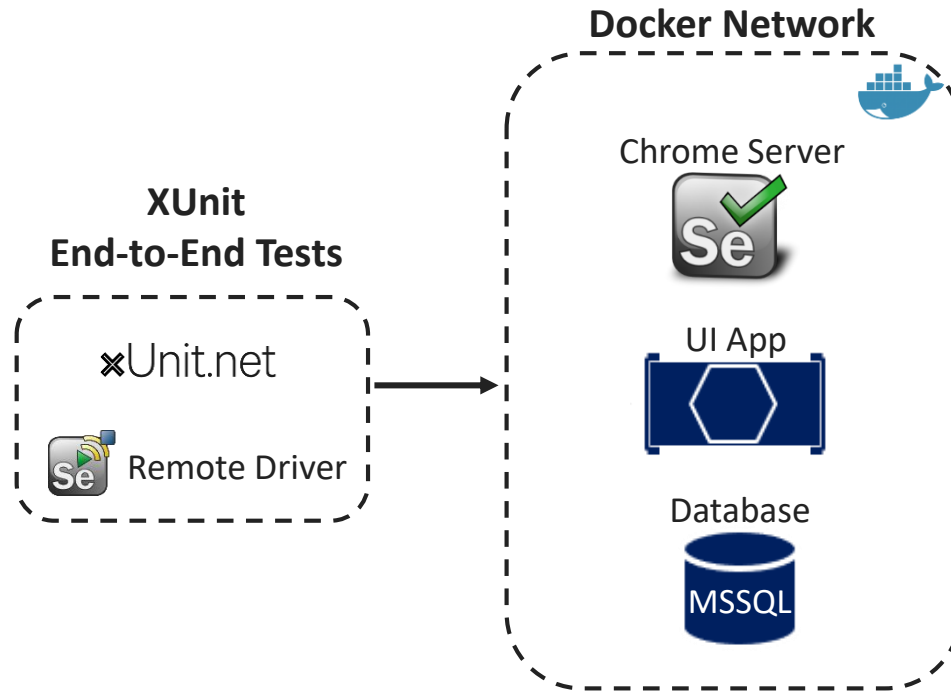 Docker Network
Chrome Server
Se
XUnit
End-to-End Tests
xUnit.net
UI App
Se
Remote Driver
Database
MSSQL